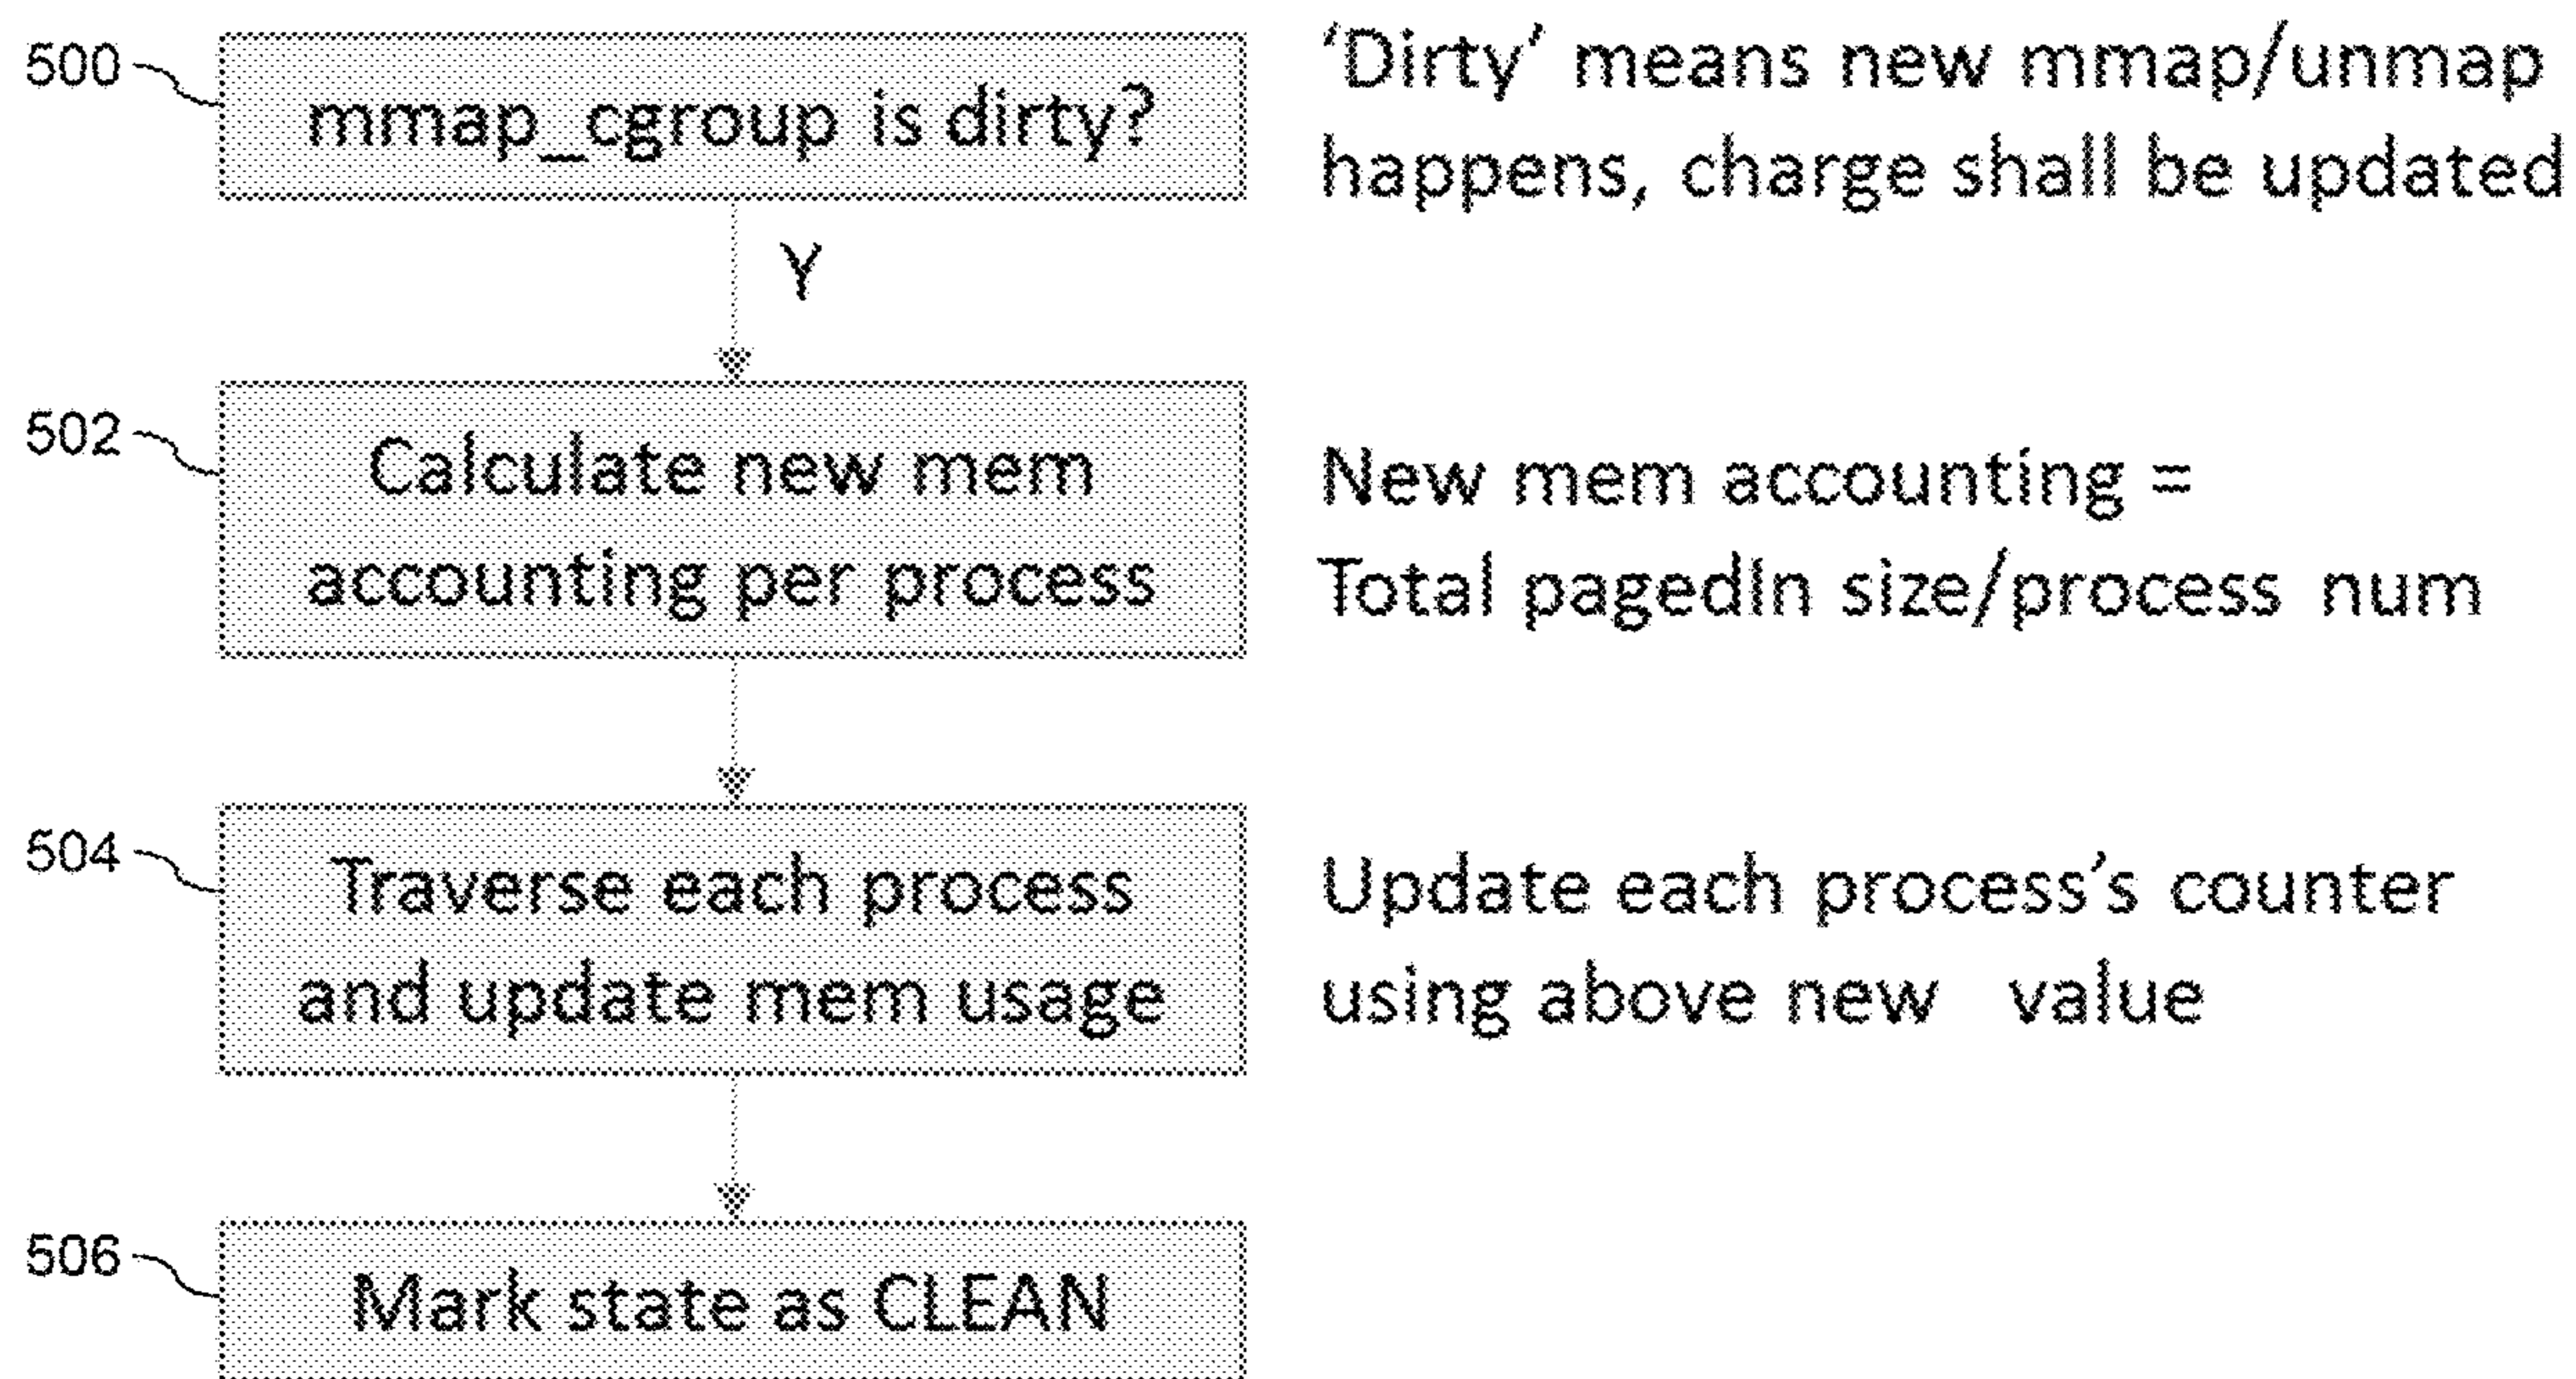 500
mmap_cgroup is dirty?
‘Dirty’ means new mmap/unmap
happens, charge shall be updated
Y
502
Calculate new mem
accounting per process
New mem accounting =
Total pagedIn size/process num
504
Traverse each process
and update mem usage
Update each process’s counter
using above new value
506
Mark state as CLEAN